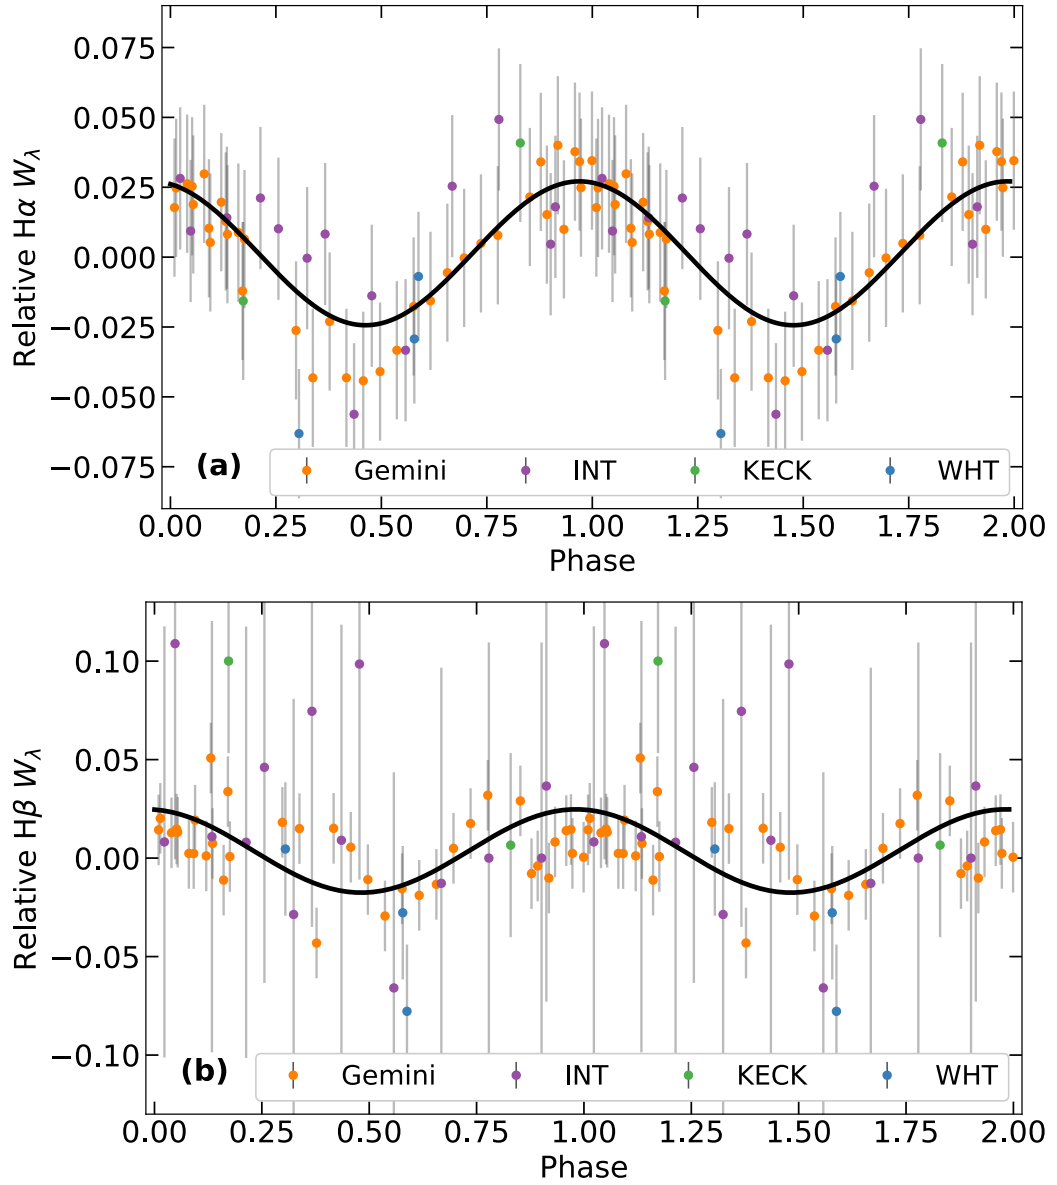 Relative Hα W_λ
0.075
0.050
0.025
0.000
−0.025
−0.050
−0.075
(a)
Gemini INT KECK WHT
0.00 0.25 0.50 0.75 1.00 1.25 1.50 1.75 2.00
Phase
Relative Hβ W_λ
0.10
0.05
0.00
−0.05
−0.10
(b)
Gemini INT KECK WHT
0.00 0.25 0.50 0.75 1.00 1.25 1.50 1.75 2.00
Phase